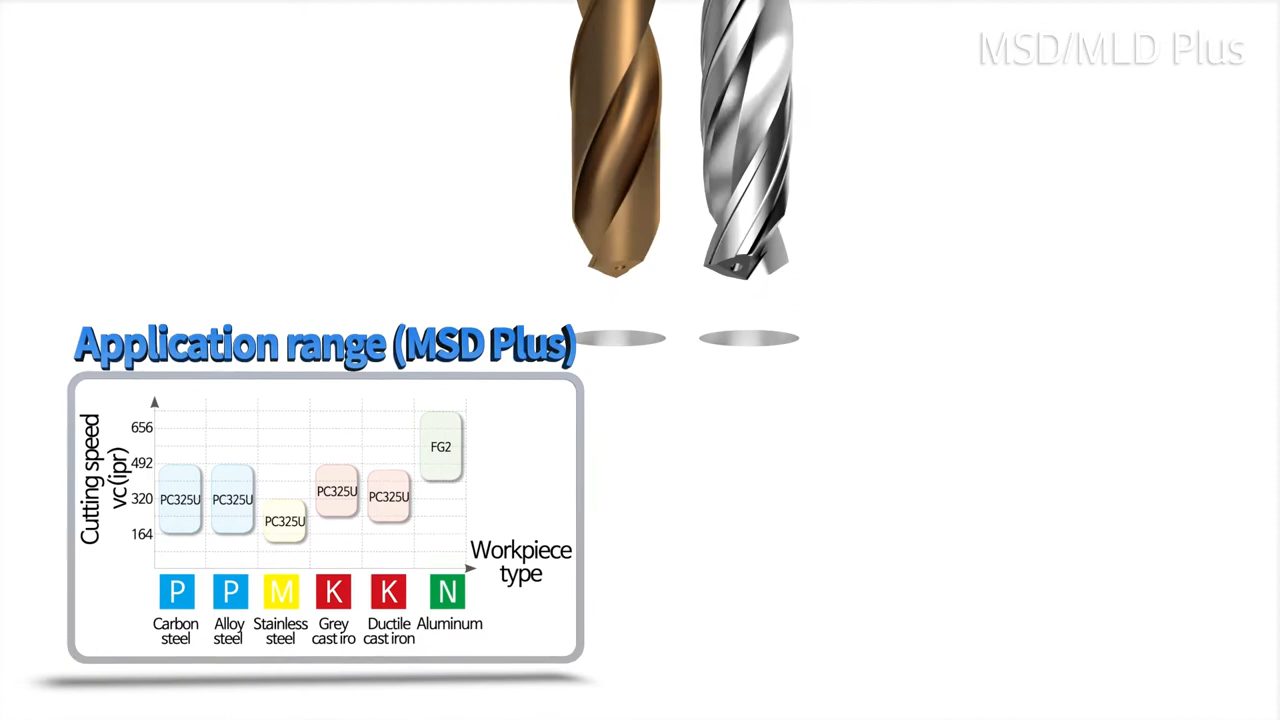 MSD/MLD Plus
Application range (MSD Plus)
Cutting speed
vc(ipr)
656
492
320
164
PC325U
PC325U
PC325U
PC325U
PC325U
FG2
Workpiece
type
P
P
M
K
K
N
Carbon
steel
Alloy
steel
Stainless
steel
Grey
cast iro
Ductile
cast iron
Aluminum